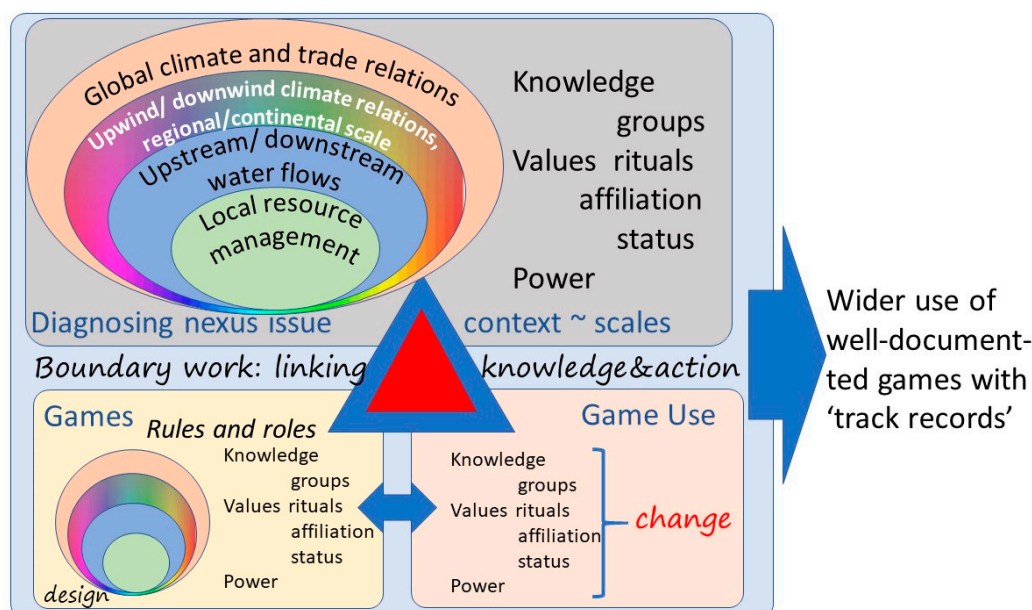 Global climate and trade relations
Upwind/ downwind climate relations,
regional/continental scale
Upstream/ downstream
water flows
Local resource
management
Knowledge
groups
Values rituals
affiliation
status
Power
Diagnosing nexus issue context ~ scales
Boundary work: linking knowledge&action
Games
Rules and roles
Knowledge
groups
Values rituals
affiliation
status
Power
design
Game Use
Knowledge
groups
Values rituals
affiliation
status
Power
change
Wider use of
well-document-
ted games with
‘track records’